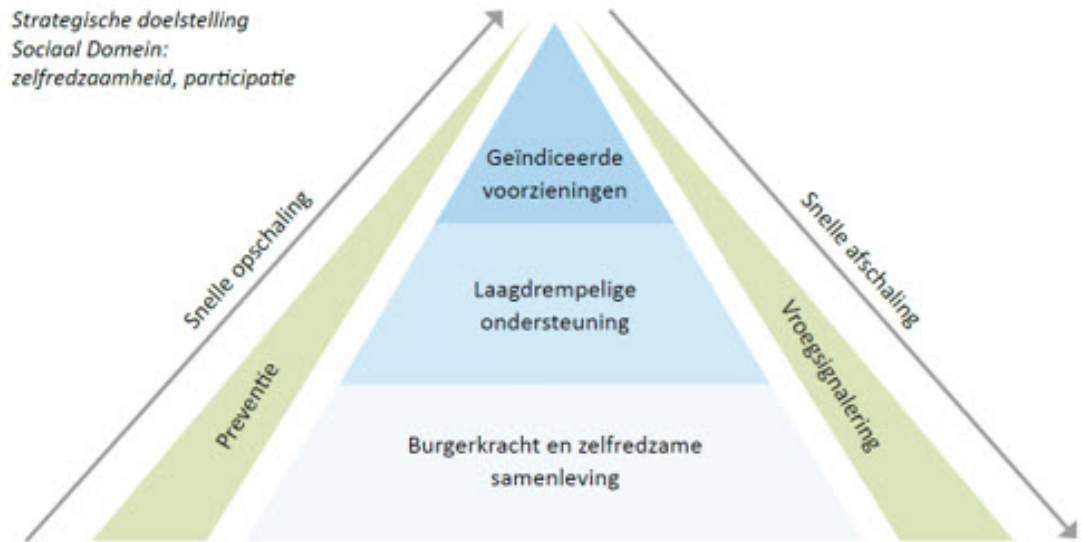 Strategische doelstelling
Sociaal Domein:
zelfredzaamheid, participatie
Geïndiceerde
voorzieningen
Snelle opschaling
Snelle afschaling
Laagdrempelige
ondersteuning
Preventie
Vroegsignalering
Burgerkracht en zelfredzame
samenleving